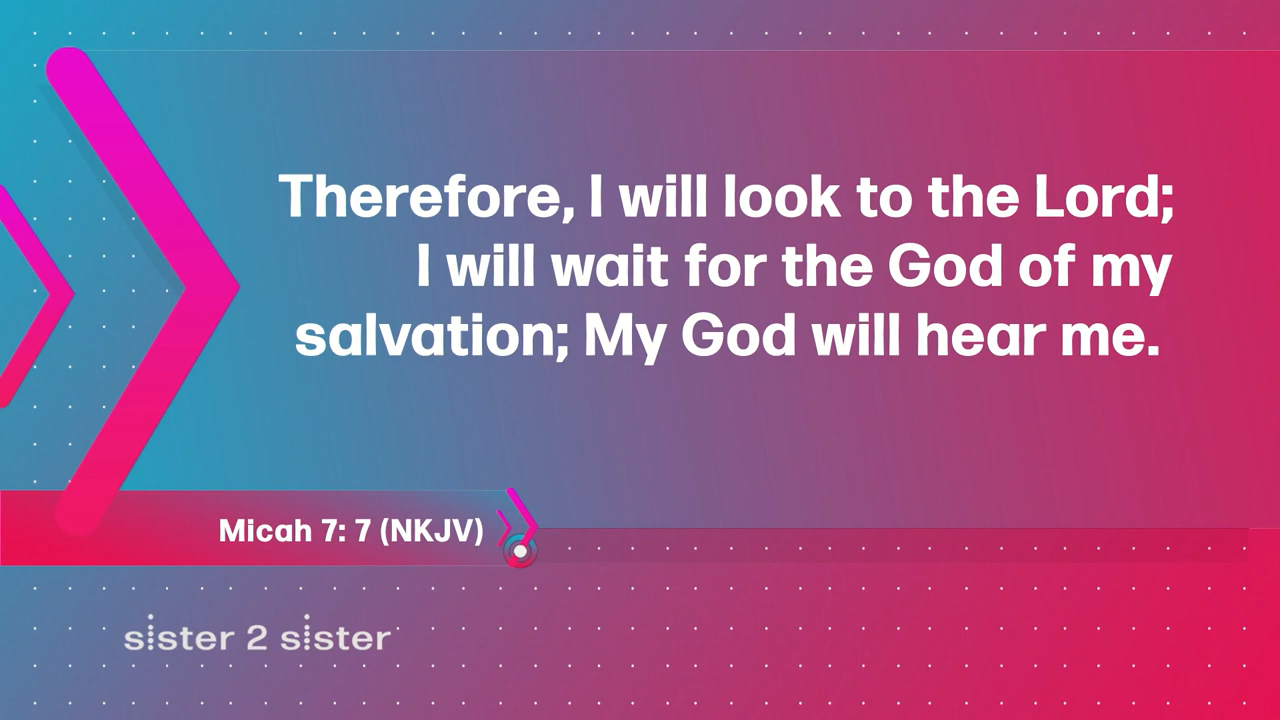 Therefore, I will look to the Lord;
I will wait for the God of my
salvation; My God will hear me.
Micah 7: 7 (NKJV)
sister 2 sister